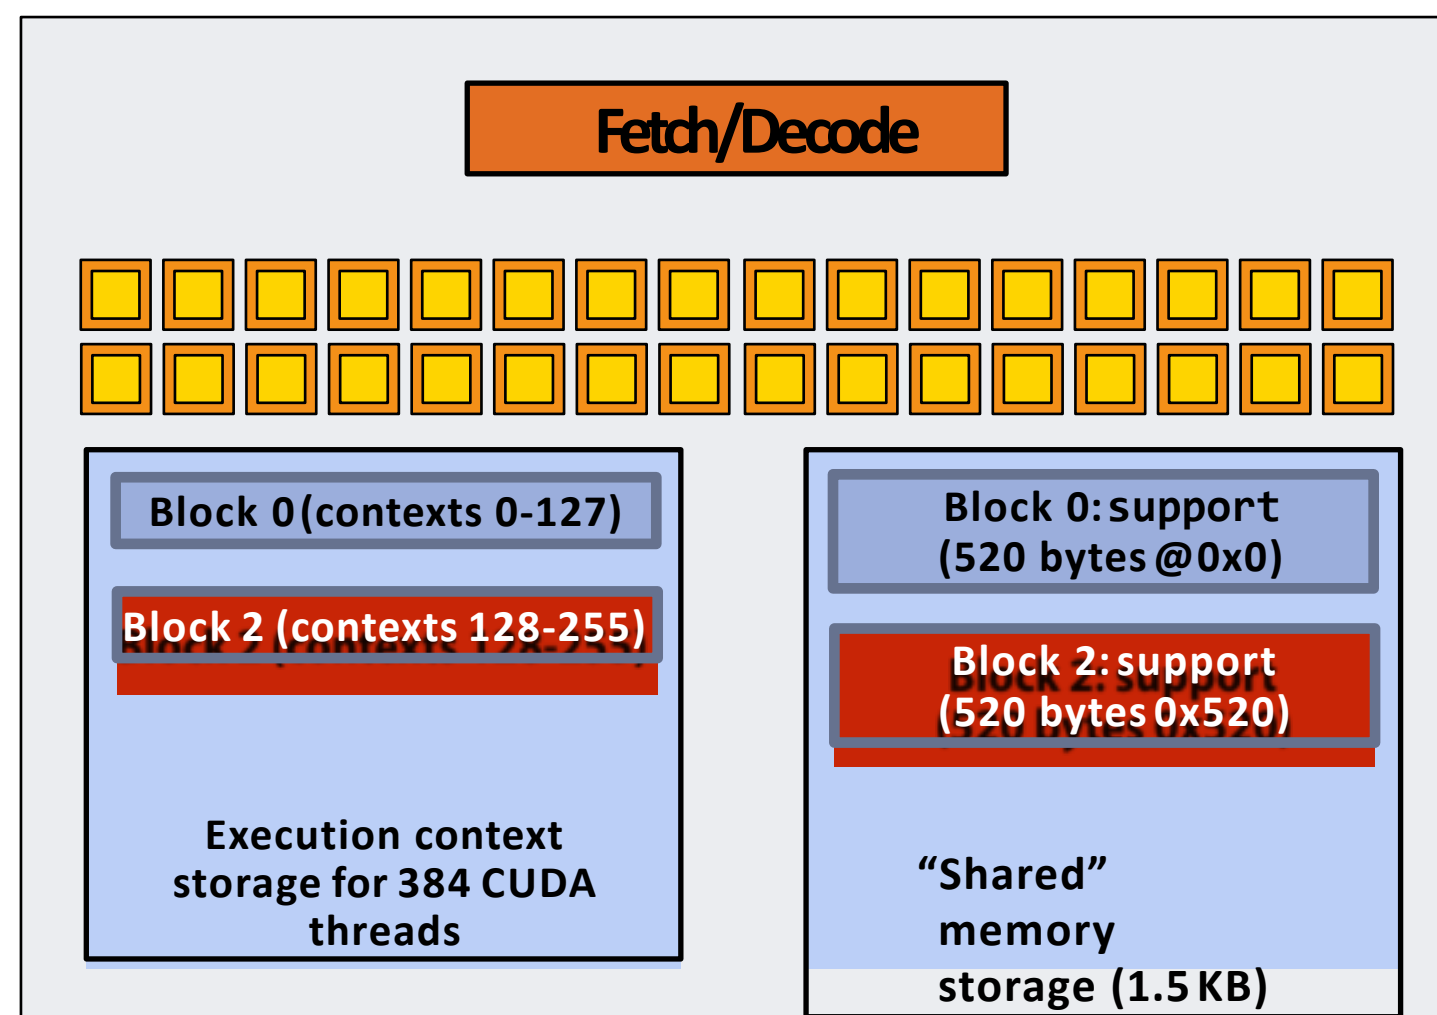 Fetch/Decode
Block 0 (contexts 0-127)
Block 2 (contexts 128-255)
Execution context
storage for 384 CUDA
threads
Block 0: support
(520 bytes @0x0)
Block 2: support
(520 bytes 0x520)
“Shared”
memory
storage (1.5 KB)